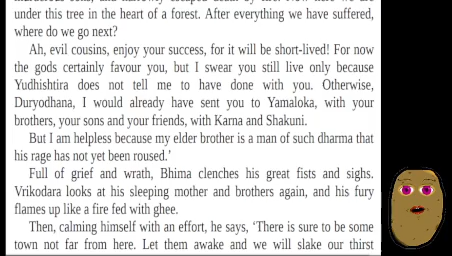 under this tree in the heart of a forest. After everything we have suffered,
where do we go next?
Ah, evil cousins, enjoy your success, for it will be short-lived! For now
the gods certainly favour you, but I swear you still live only because
Yudhishtira does not tell me to have done with you. Otherwise,
Duryodhana, I would already have sent you to Yamaloka, with your
brothers, your sons and your friends, with Karna and Shakuni.
But I am helpless because my elder brother is a man of such dharma that
his rage has not yet been roused.’
Full of grief and wrath, Bhima clenches his great fists and sighs.
Vrikodara looks at his sleeping mother and brothers again, and his fury
flames up like a fire fed with ghee.
Then, calming himself with an effort, he says, ‘There is sure to be some
town not far from here. Let them awake and we will slake our thirst